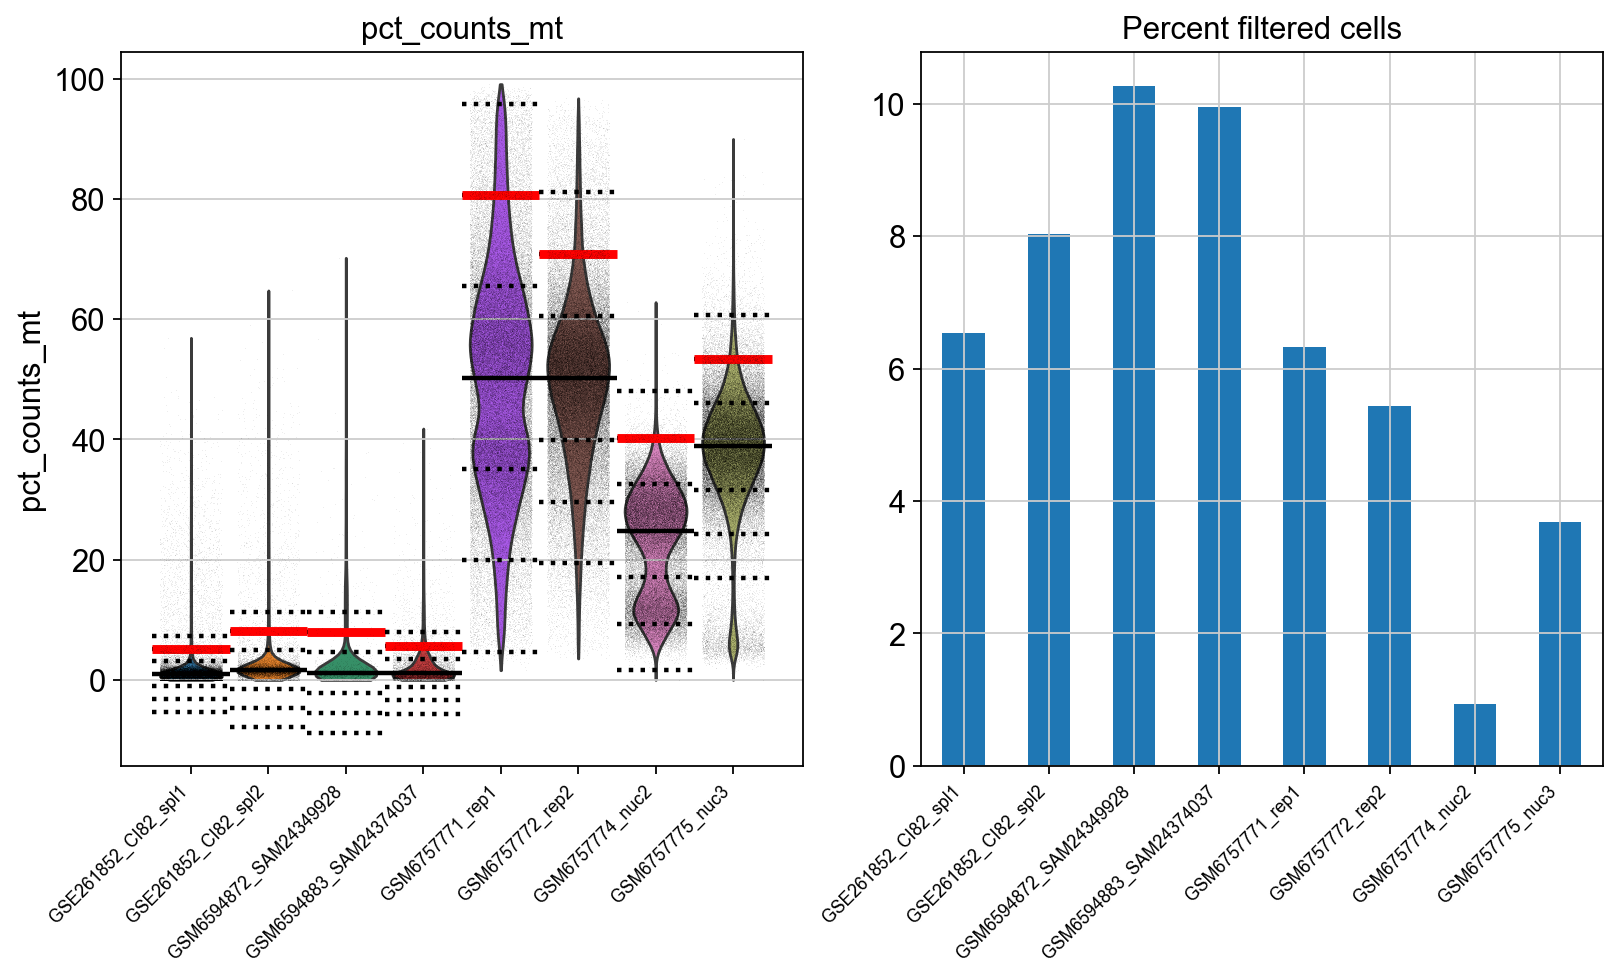 pct_counts_mt
pct_counts_mt
100
80
60
40
20
0
GSE261852_CI82_spl1
GSE261852_CI82_spl2
GSM6594872_SAM24349928
GSM6594883_SAM24374037
GSM6757771_rep1
GSM6757772_rep2
GSM6757774_nuc2
GSM6757775_nuc3
Percent filtered cells
10
8
6
4
2
0
GSE261852_CI82_spl1
GSE261852_CI82_spl2
GSM6594872_SAM24349928
GSM6594883_SAM24374037
GSM6757771_rep1
GSM6757772_rep2
GSM6757774_nuc2
GSM6757775_nuc3